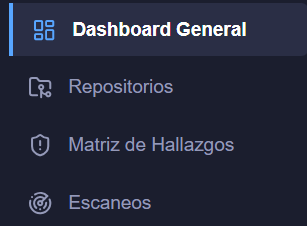 Dashboard General
Repositorios
Matriz de Hallazgos
Escaneos